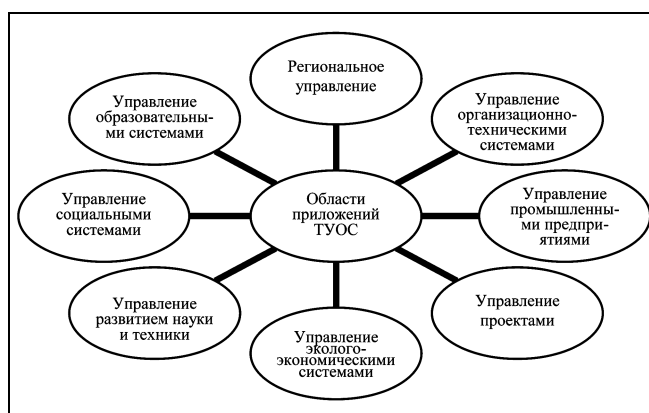 Региональное
управление
Управление
образовательны-
ми системами
Управление
организационно-
техническими
системами
Управление
социальными
системами
Области
приложений
ТУОС
Управление
промышленны-
ми предпри-
ятиями
Управление
развитием науки
и техники
Управление
эколого-
экономическими
системами
Управление
проектами